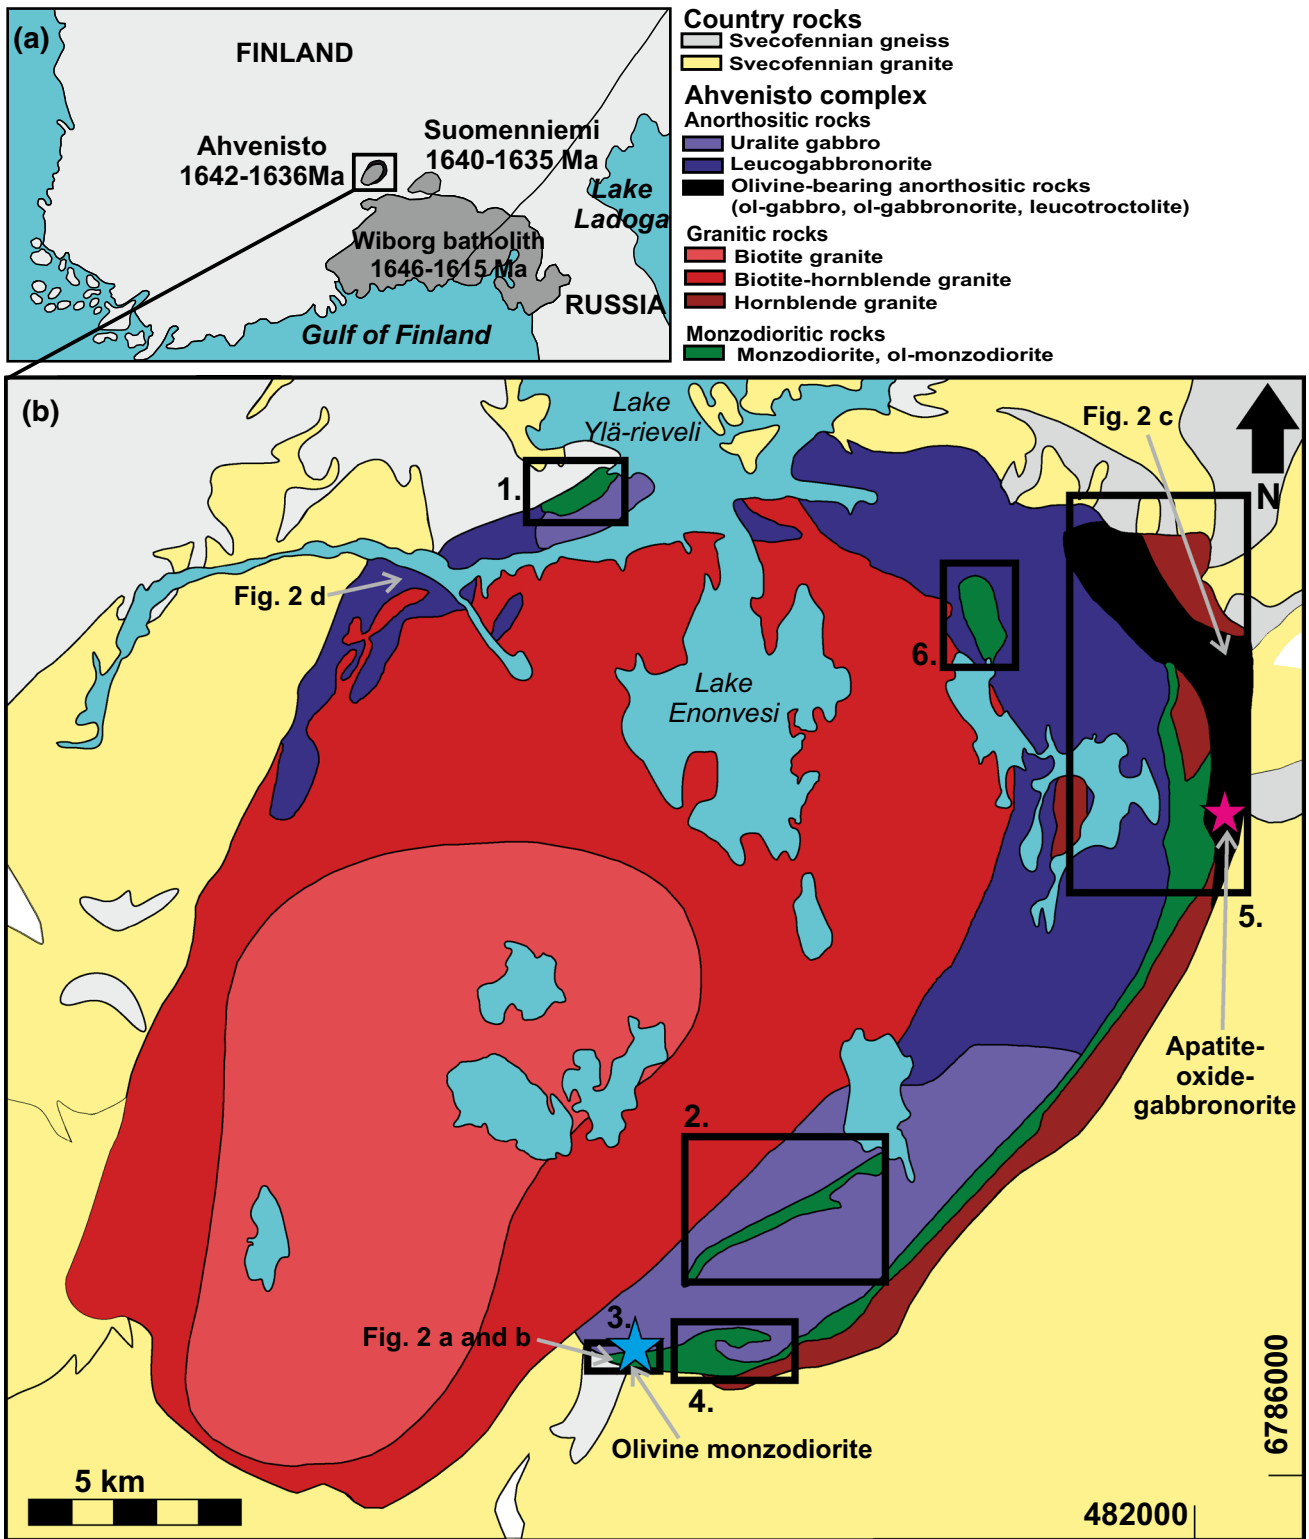 (a)
FINLAND
Ahvenisto
1642-1636Ma
Suomenniemi
1640-1635 Ma
Lake
Ladoga
Wiborg batholith
1646-1615 Ma
RUSSIA
Gulf of Finland
Country rocks
Svecofennian gneiss
Svecofennian granite
Ahvenisto complex
Anorthositic rocks
Uralite gabbro
Leucogabbronorite
Olivine-bearing anorthositic rocks
(ol-gabbro, ol-gabbronorite, leucotroctolite)
Granitic rocks
Biotite granite
Biotite-hornblende granite
Hornblende granite
Monzodioritic rocks
Monzodiorite, ol-monzodiorite
(b)
Lake
Ylä-rieveli
Fig. 2 c
N
1.
Fig. 2 d
6.
Lake
Enonvesi
5.
Apatite-
oxide-
gabbronorite
2.
3.
Fig. 2 a and b
4.
Olivine monzodiorite
5 km
6786000
482000